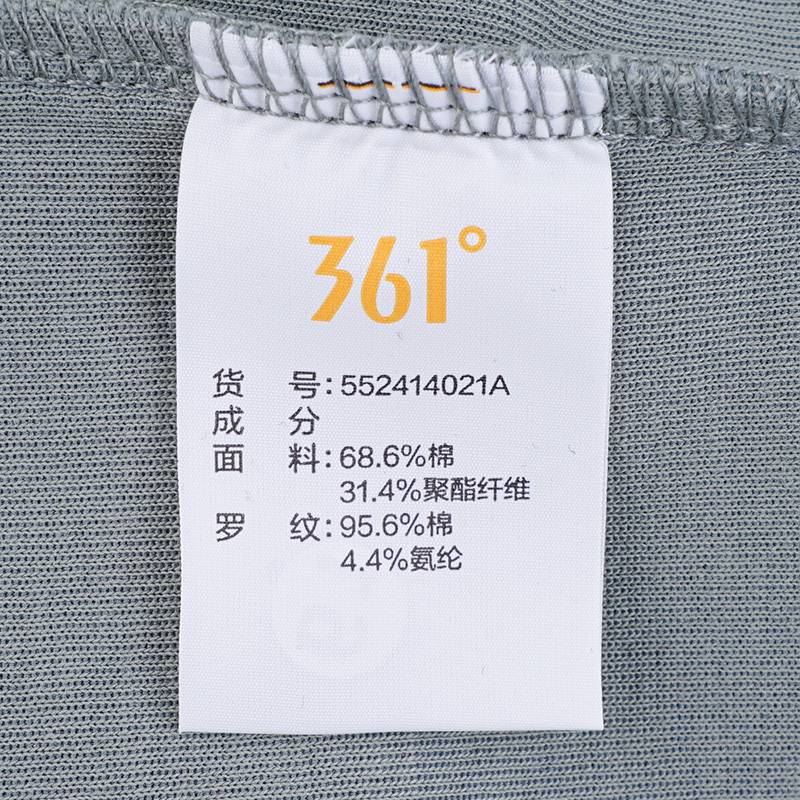 361°
货 号:552414021A
成 分
面 料:68.6%棉
31.4%聚酯纤维
罗 纹:95.6%棉
4.4%氨纶